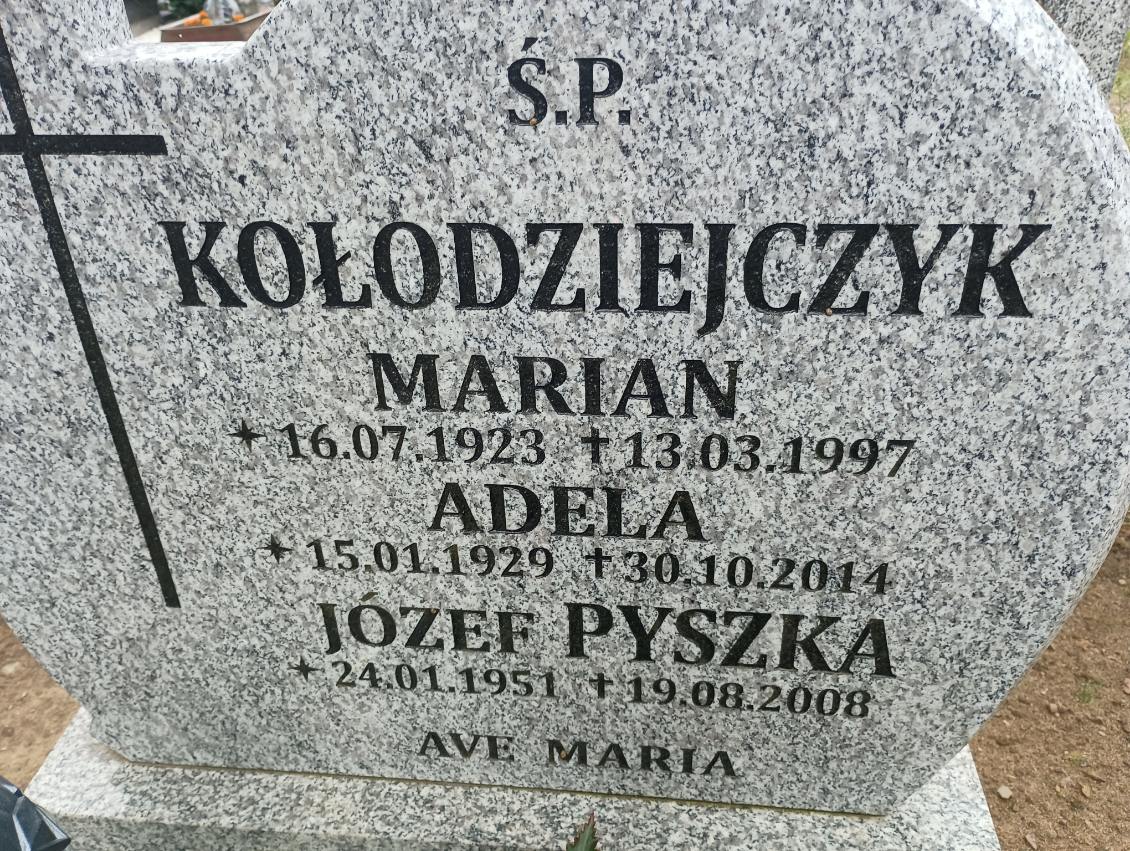 Ś.P.
KOŁODZIEJCZYK
MARIAN
✦16.07.1923 ✝13.03.1997
ADELA
✦15.01.1929 ✝30.10.2014
JÓZEF PYSZKA
✦24.01.1951 ✝19.08.2008
AVE MARIA